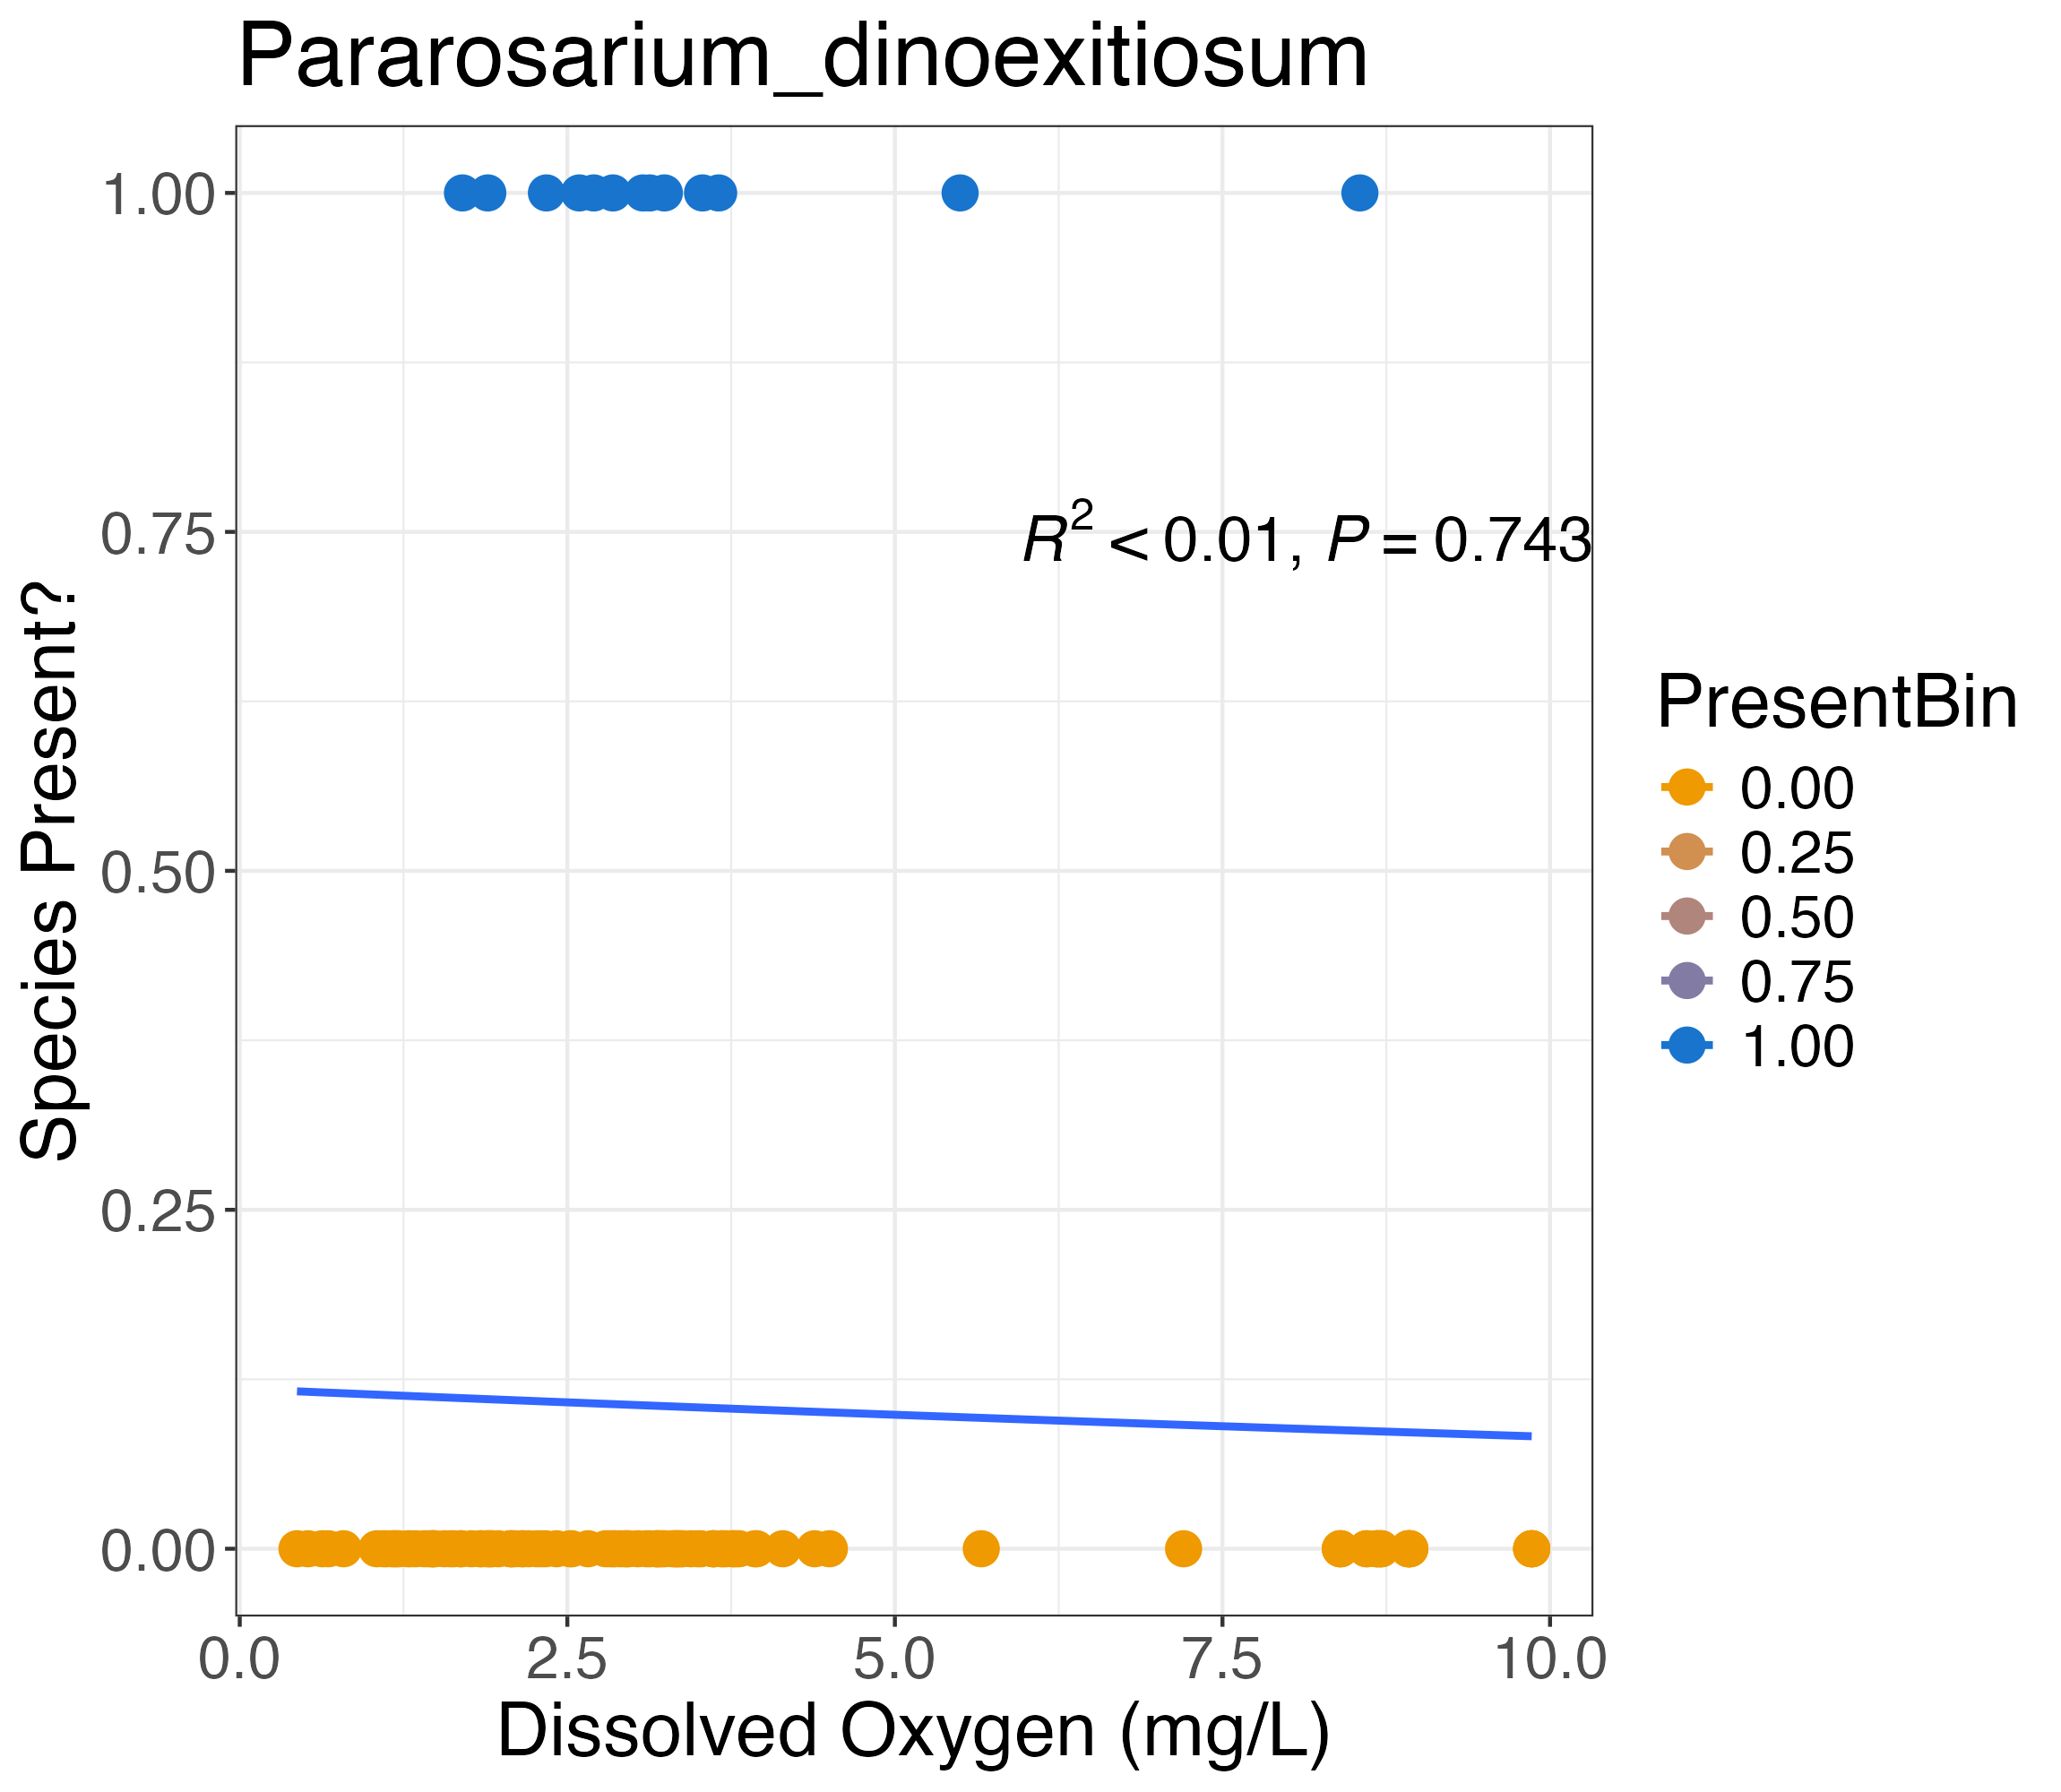 Pararosarium_dinoexitiosum
1.00
0.75
0.50
0.25
0.00
Species Present?
R² < 0.01, P = 0.743
0.0 2.5 5.0 7.5 10.0
Dissolved Oxygen (mg/L)
PresentBin
0.00
0.25
0.50
0.75
1.00